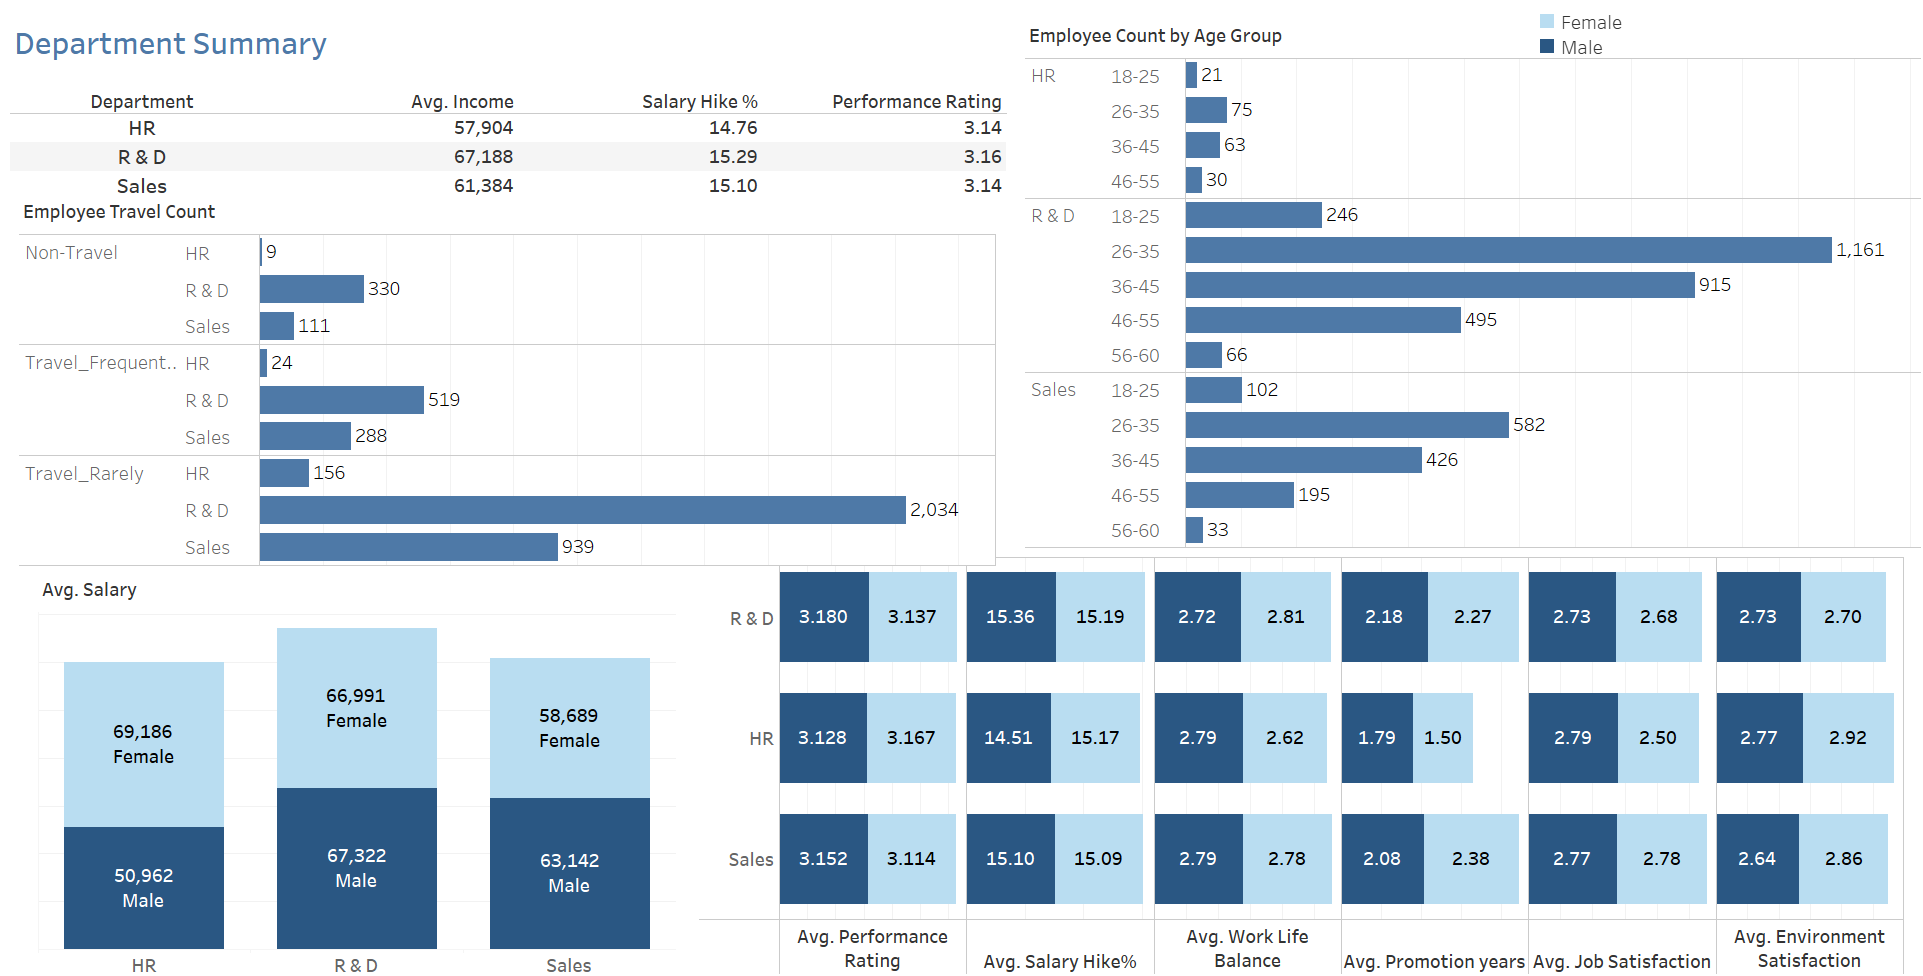 Department Summary
Department Avg. Income Salary Hike % Performance Rating
HR 57,904 14.76 3.14
R & D 67,188 15.29 3.16
Sales 61,384 15.10 3.14
Employee Travel Count
Non-Travel HR 9
R & D 330
Sales 111
Travel_Frequent.. HR 24
R & D 519
Sales 288
Travel_Rarely HR 156
R & D 2,034
Sales 939
Female
Male
Employee Count by Age Group
HR 18-25 21
26-35 75
36-45 63
46-55 30
R & D 18-25 246
26-35 1,161
36-45 915
46-55 495
56-60 66
Sales 18-25 102
26-35 582
36-45 426
46-55 195
56-60 33
Avg. Salary
69,186
Female
50,962
Male
66,991
Female
67,322
Male
58,689
Female
63,142
Male
HR R & D Sales
R & D 3.180 3.137 15.36 15.19 2.72 2.81 2.18 2.27 2.73 2.68 2.73 2.70
HR 3.128 3.167 14.51 15.17 2.79 2.62 1.79 1.50 2.79 2.50 2.77 2.92
Sales 3.152 3.114 15.10 15.09 2.79 2.78 2.08 2.38 2.77 2.78 2.64 2.86
Avg. Performance
Rating
Avg. Salary Hike%
Avg. Work Life
Balance
Avg. Promotion years
Avg. Job Satisfaction
Avg. Environment
Satisfaction